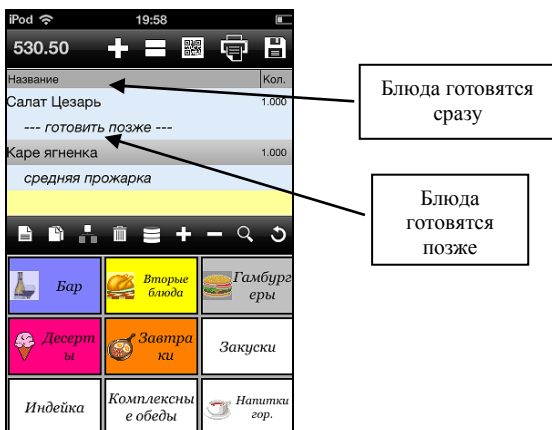 iPod 19:58
530.50
Название Кол.
Салат Цезарь 1.000
--- готовить позже ---
Каре ягненка 1.000
средняя прожарка
Блюда готовятся
сразу
Блюда
готовятся
позже
Бар
Вторые
блюда
Гамбург
еры
Десерт
ы
Завтра
ки
Закуски
Индейка
Комплексны
е обеды
Напитки
гор.